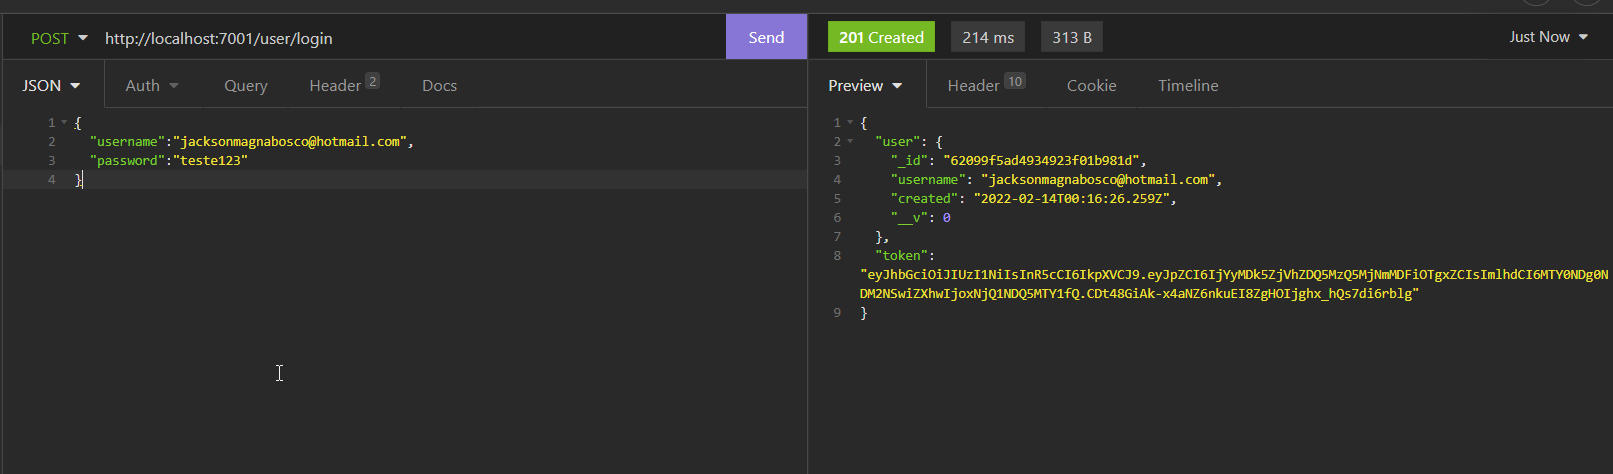 POST http://localhost:7001/user/login Send 201 Created 214 ms 313 B Just Now
JSON Auth Query Header 2 Docs Preview Header 10 Cookie Timeline
1 {
2 "username":"jacksonmagnabosco@hotmail.com",
3 "password":"teste123"
4 }
1 {
2 "user": {
3 "_id": "62099f5ad4934923f01b981d",
4 "username": "jacksonmagnabosco@hotmail.com",
5 "created": "2022-02-14T00:16:26.259Z",
6 "__v": 0
7 },
8 "token":
"eyJhbGciOiJIUzI1NiIsInR5cCI6IkpXVCJ9.eyJpZCI6IjYyMDk5ZjVhZDQ5MzQ5MjNmMDFiOTgxZCIsImlhdCI6MTY0NDg0N
DM2NSwiZXhwIjoxNjQ1NDQ5MTY1fQ.CDt48GiAk-x4aNZ6nkuEI8ZgHOIjghx_hQs7di6rblg"
9 }